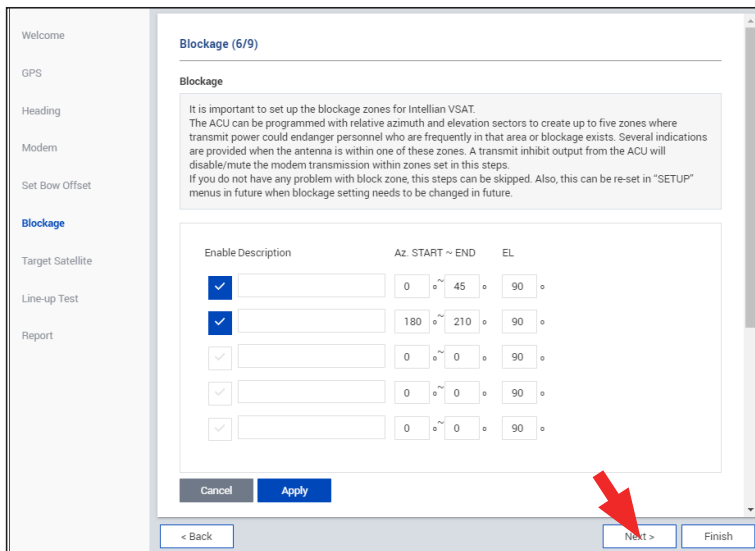 Welcome
GPS
Heading
Modem
Set Bow Offset
Blockage
Target Satellite
Line-up Test
Report
Blockage (6/9)
Blockage
It is important to set up the blockage zones for Intellian VSAT.
The ACU can be programmed with relative azimuth and elevation sectors to create up to five zones where
transmit power could endanger personnel who are frequently in that area or blockage exists. Several indications
are provided when the antenna is within one of these zones. A transmit inhibit output from the ACU will
disable/mute the modem transmission within zones set in this steps.
If you do not have any problem with block zone, this steps can be skipped. Also, this can be re-set in “SETUP”
menus in future when blockage setting needs to be changed in future.
Enable Description Az. START ~ END EL
0 °~ 45 ° 90 °
180 °~ 210 ° 90 °
0 °~ 0 ° 90 °
0 °~ 0 ° 90 °
0 °~ 0 ° 90 °
Cancel Apply
< Back Next > Finish